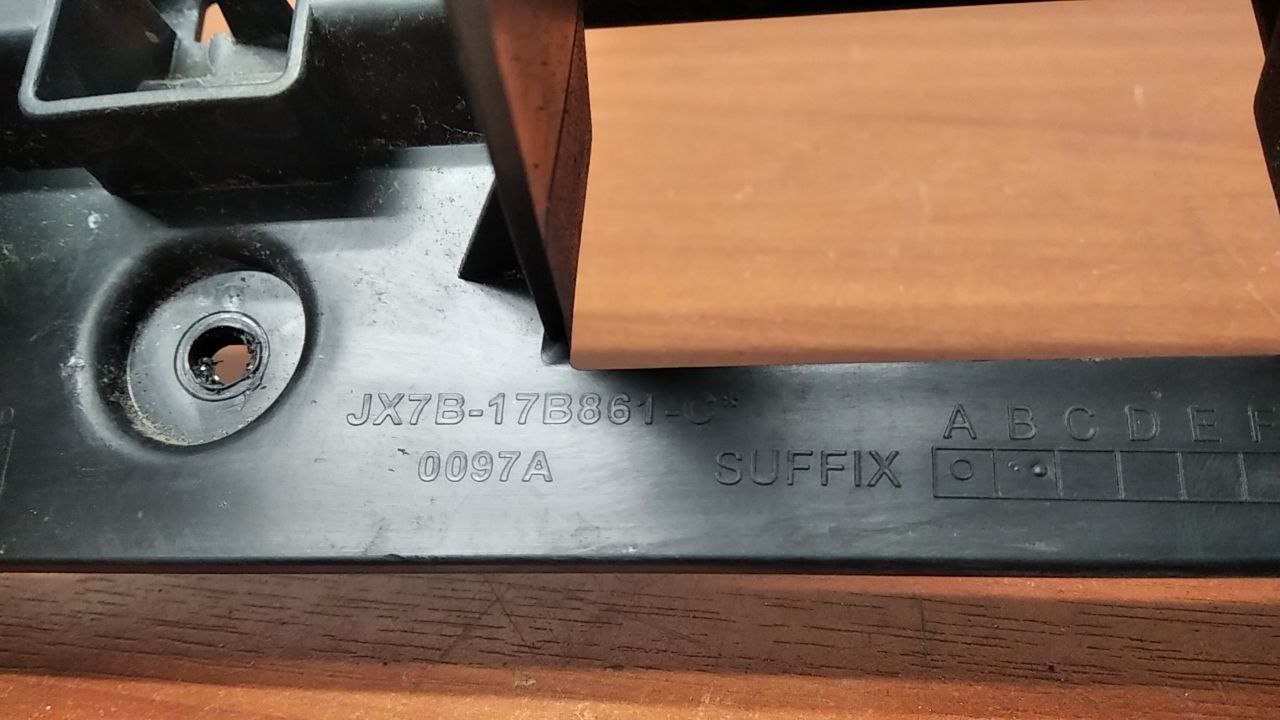 JX7B-17B861-C*
0097A
SUFFIX
A B C D E F